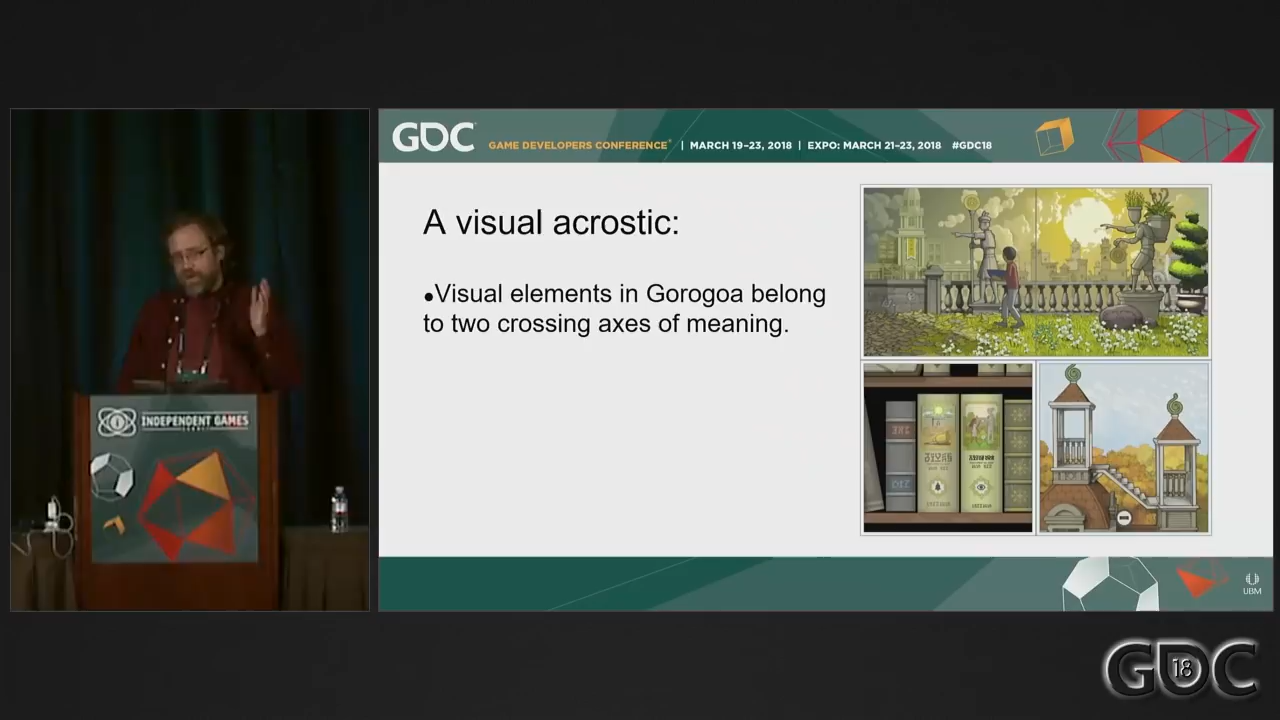 GDC
GAME DEVELOPERS CONFERENCE | MARCH 19–23, 2018 | EXPO: MARCH 21–23, 2018 #GDC18
A visual acrostic:
•Visual elements in Gorogoa belong
to two crossing axes of meaning.
INDEPENDENT GAMES
SUMMIT
UBM
GDC
18